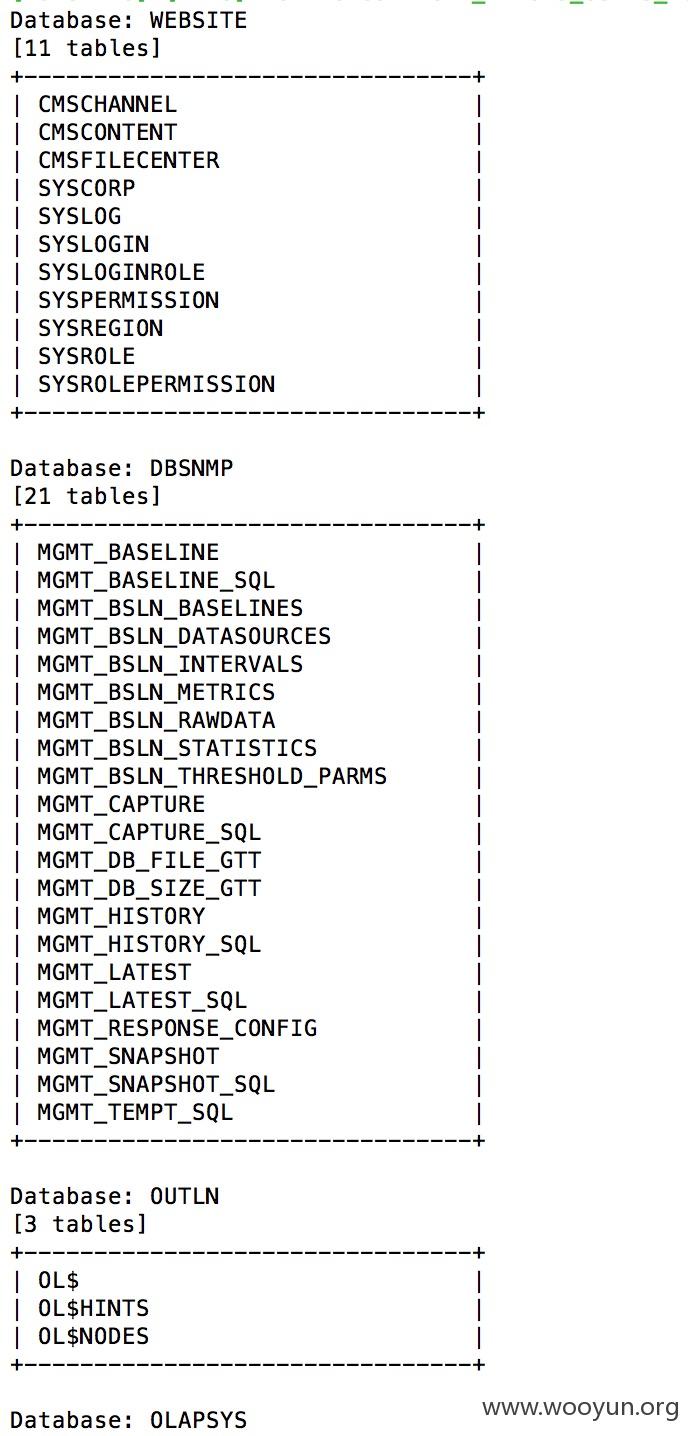 Database: WEBSITE
[11 tables]
+--------------------------------+
| CMSCHANNEL |
| CMSCONTENT |
| CMSFILECENTER |
| SYSCORP |
| SYSLOG |
| SYSLOGIN |
| SYSLOGINROLE |
| SYSPERMISSION |
| SYSREGION |
| SYSROLE |
| SYSROLEPERMISSION |
+--------------------------------+
Database: DBSNMP
[21 tables]
+--------------------------------+
| MGMT_BASELINE |
| MGMT_BASELINE_SQL |
| MGMT_BSLN_BASELINES |
| MGMT_BSLN_DATASOURCES |
| MGMT_BSLN_INTERVALS |
| MGMT_BSLN_METRICS |
| MGMT_BSLN_RAWDATA |
| MGMT_BSLN_STATISTICS |
| MGMT_BSLN_THRESHOLD_PARMS |
| MGMT_CAPTURE |
| MGMT_CAPTURE_SQL |
| MGMT_DB_FILE_GTT |
| MGMT_DB_SIZE_GTT |
| MGMT_HISTORY |
| MGMT_HISTORY_SQL |
| MGMT_LATEST |
| MGMT_LATEST_SQL |
| MGMT_RESPONSE_CONFIG |
| MGMT_SNAPSHOT |
| MGMT_SNAPSHOT_SQL |
| MGMT_TEMPT_SQL |
+--------------------------------+
Database: OUTLN
[3 tables]
+--------------------------------+
| OL$ |
| OL$HINTS |
| OL$NODES |
+--------------------------------+
Database: OLAPSYS
www.wooyun.org